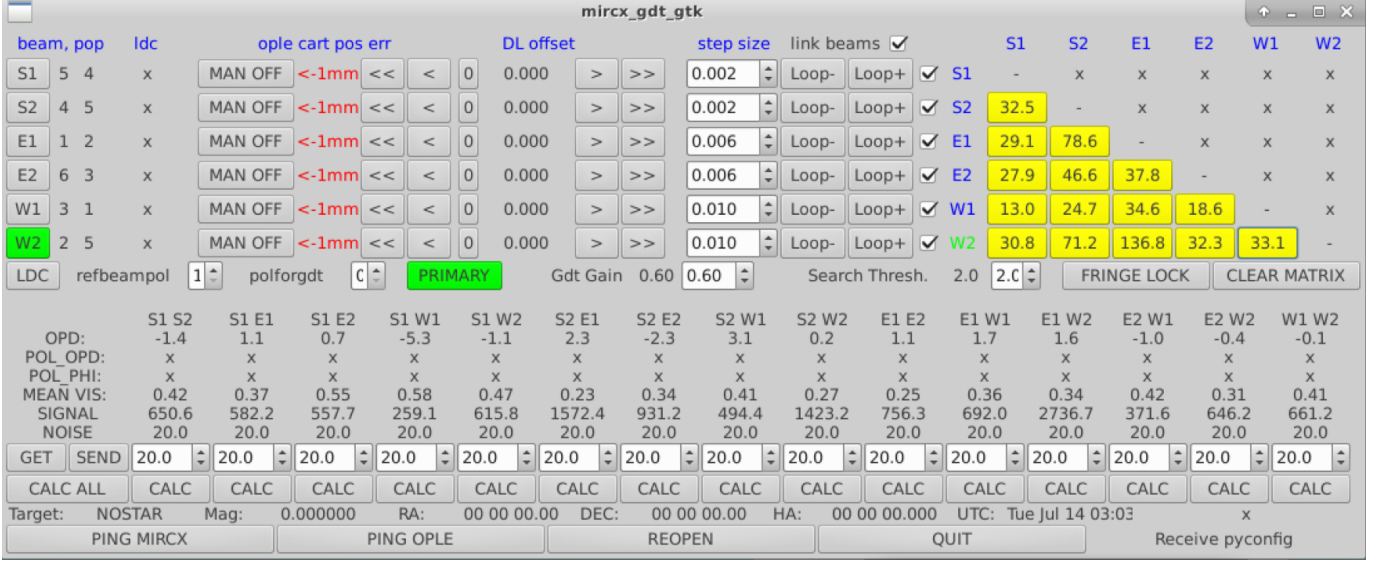 mircx_gdt_gtk
beam, pop ldc ople cart pos err DL offset step size link beams S1 S2 E1 E2 W1 W2
S1 5 4 x MAN OFF <-1mm << < 0 0.000 > >> 0.002 Loop- Loop+ S1 - x x x x x
S2 4 5 x MAN OFF <-1mm << < 0 0.000 > >> 0.002 Loop- Loop+ S2 32.5 - x x x x
E1 1 2 x MAN OFF <-1mm << < 0 0.000 > >> 0.006 Loop- Loop+ E1 29.1 78.6 - x x x
E2 6 3 x MAN OFF <-1mm << < 0 0.000 > >> 0.006 Loop- Loop+ E2 27.9 46.6 37.8 - x x
W1 3 1 x MAN OFF <-1mm << < 0 0.000 > >> 0.010 Loop- Loop+ W1 13.0 24.7 34.6 18.6 - x
W2 2 5 x MAN OFF <-1mm << < 0 0.000 > >> 0.010 Loop- Loop+ W2 30.8 71.2 136.8 32.3 33.1 -
LDC refbeampol 1 polforgdt PRIMARY Gdt Gain 0.60 0.60 Search Thresh. 2.0 FRINGE LOCK CLEAR MATRIX
S1 S2 S1 E1 S1 E2 S1 W1 S1 W2 S2 E1 S2 E2 S2 W1 S2 W2 E1 E2 E1 W1 E1 W2 E2 W1 E2 W2 W1 W2
OPD: -1.4 1.1 0.7 -5.3 -1.1 2.3 -2.3 3.1 0.2 1.1 1.7 1.6 -1.0 -0.4 -0.1
POL_OPD: x x x x x x x x x x x x x x x
POL_PHI: x x x x x x x x x x x x x x x
MEAN VIS: 0.42 0.37 0.55 0.58 0.47 0.23 0.34 0.41 0.27 0.25 0.36 0.34 0.42 0.31 0.41
SIGNAL 650.6 582.2 557.7 259.1 615.8 1572.4 931.2 494.4 1423.2 756.3 692.0 2736.7 371.6 646.2 661.2
NOISE 20.0 20.0 20.0 20.0 20.0 20.0 20.0 20.0 20.0 20.0 20.0 20.0 20.0 20.0 20.0
GET SEND 20.0 20.0 20.0 20.0 20.0 20.0 20.0 20.0 20.0 20.0 20.0 20.0 20.0 20.0 20.0
CALC ALL CALC CALC CALC CALC CALC CALC CALC CALC CALC CALC CALC CALC CALC CALC CALC
Target: NOSTAR Mag: 0.000000 RA: 00 00 00.00 DEC: 00 00 00.00 HA: 00 00 00.000 UTC: Tue Jul 14 03:03 x
PING MIRCX PING OPLE REOPEN QUIT Receive pyconfig